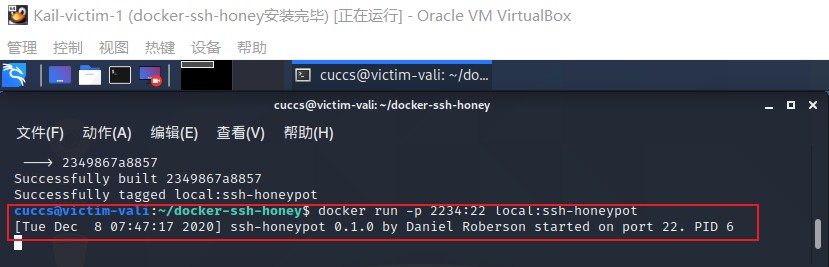 Kail-victim-1 (docker-ssh-honey安装完毕) [正在运行] - Oracle VM VirtualBox
管理 控制 视图 热键 设备 帮助
cuccs@victim-vali: ~/do...
cuccs@victim-vali: ~/docker-ssh-honey
文件(F) 动作(A) 编辑(E) 查看(V) 帮助(H)
---> 2349867a8857
Successfully built 2349867a8857
Successfully tagged local:ssh-honeypot
cuccs@victim-vali:~/docker-ssh-honey$ docker run -p 2234:22 local:ssh-honeypot
[Tue Dec  8 07:47:17 2020] ssh-honeypot 0.1.0 by Daniel Roberson started on port 22. PID 6